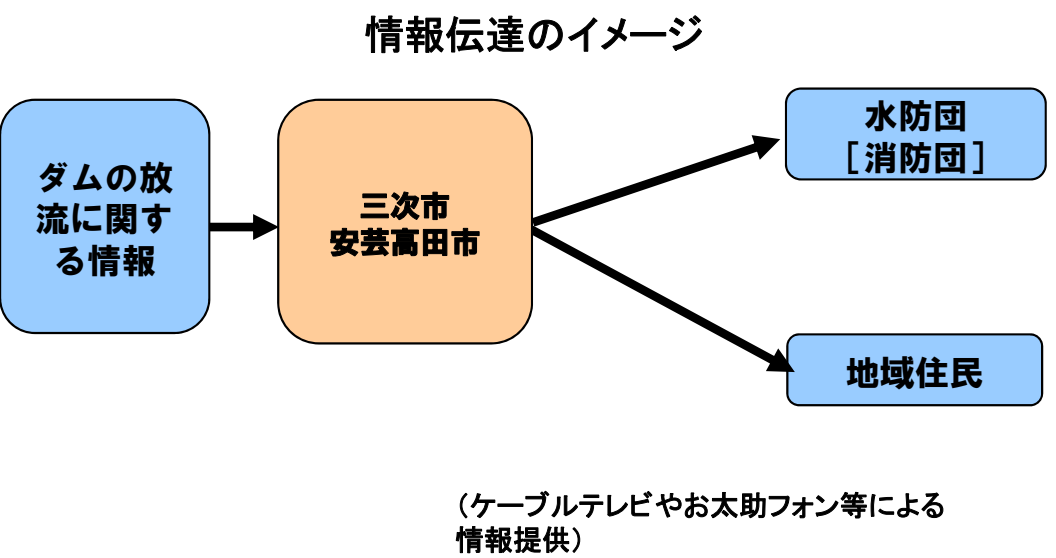 情報伝達のイメージ
ダムの放
流に関す
る情報
三次市
安芸高田市
水防団
［消防団］
地域住民
（ケーブルテレビやお太助フォン等による
情報提供）